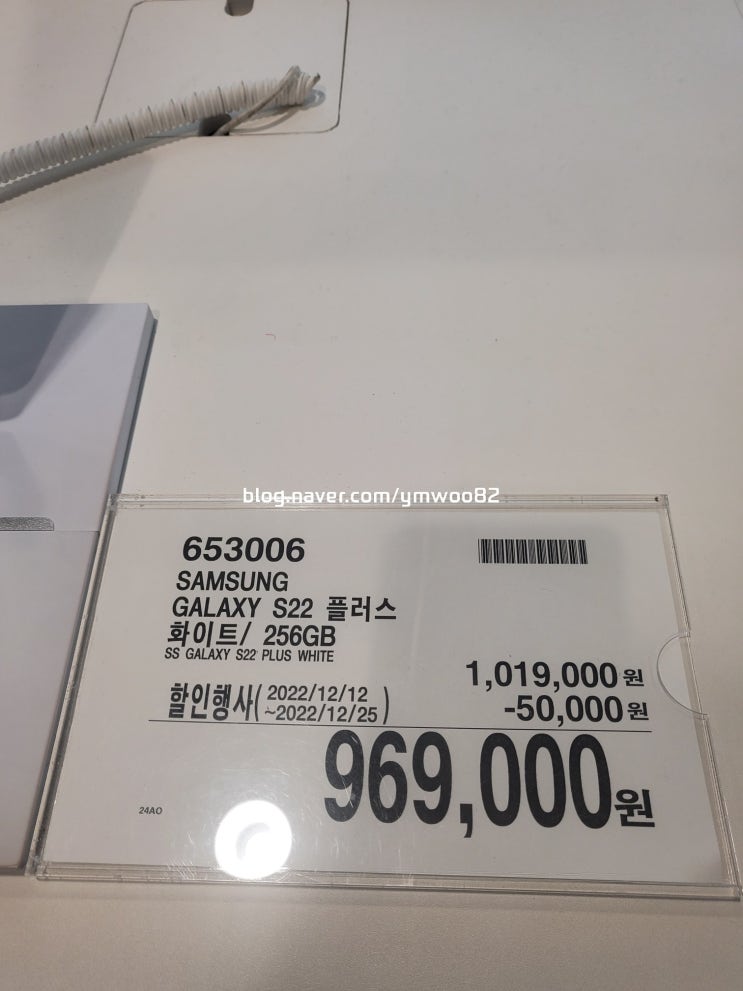 blog.naver.com/ymwoo82
653006
SAMSUNG
GALAXY S22 플러스
화이트/ 256GB
SS GALAXY S22 PLUS WHITE
1,019,000원
할인행사( 2022/12/12
~2022/12/25 )
-50,000원
969,000원
24AO